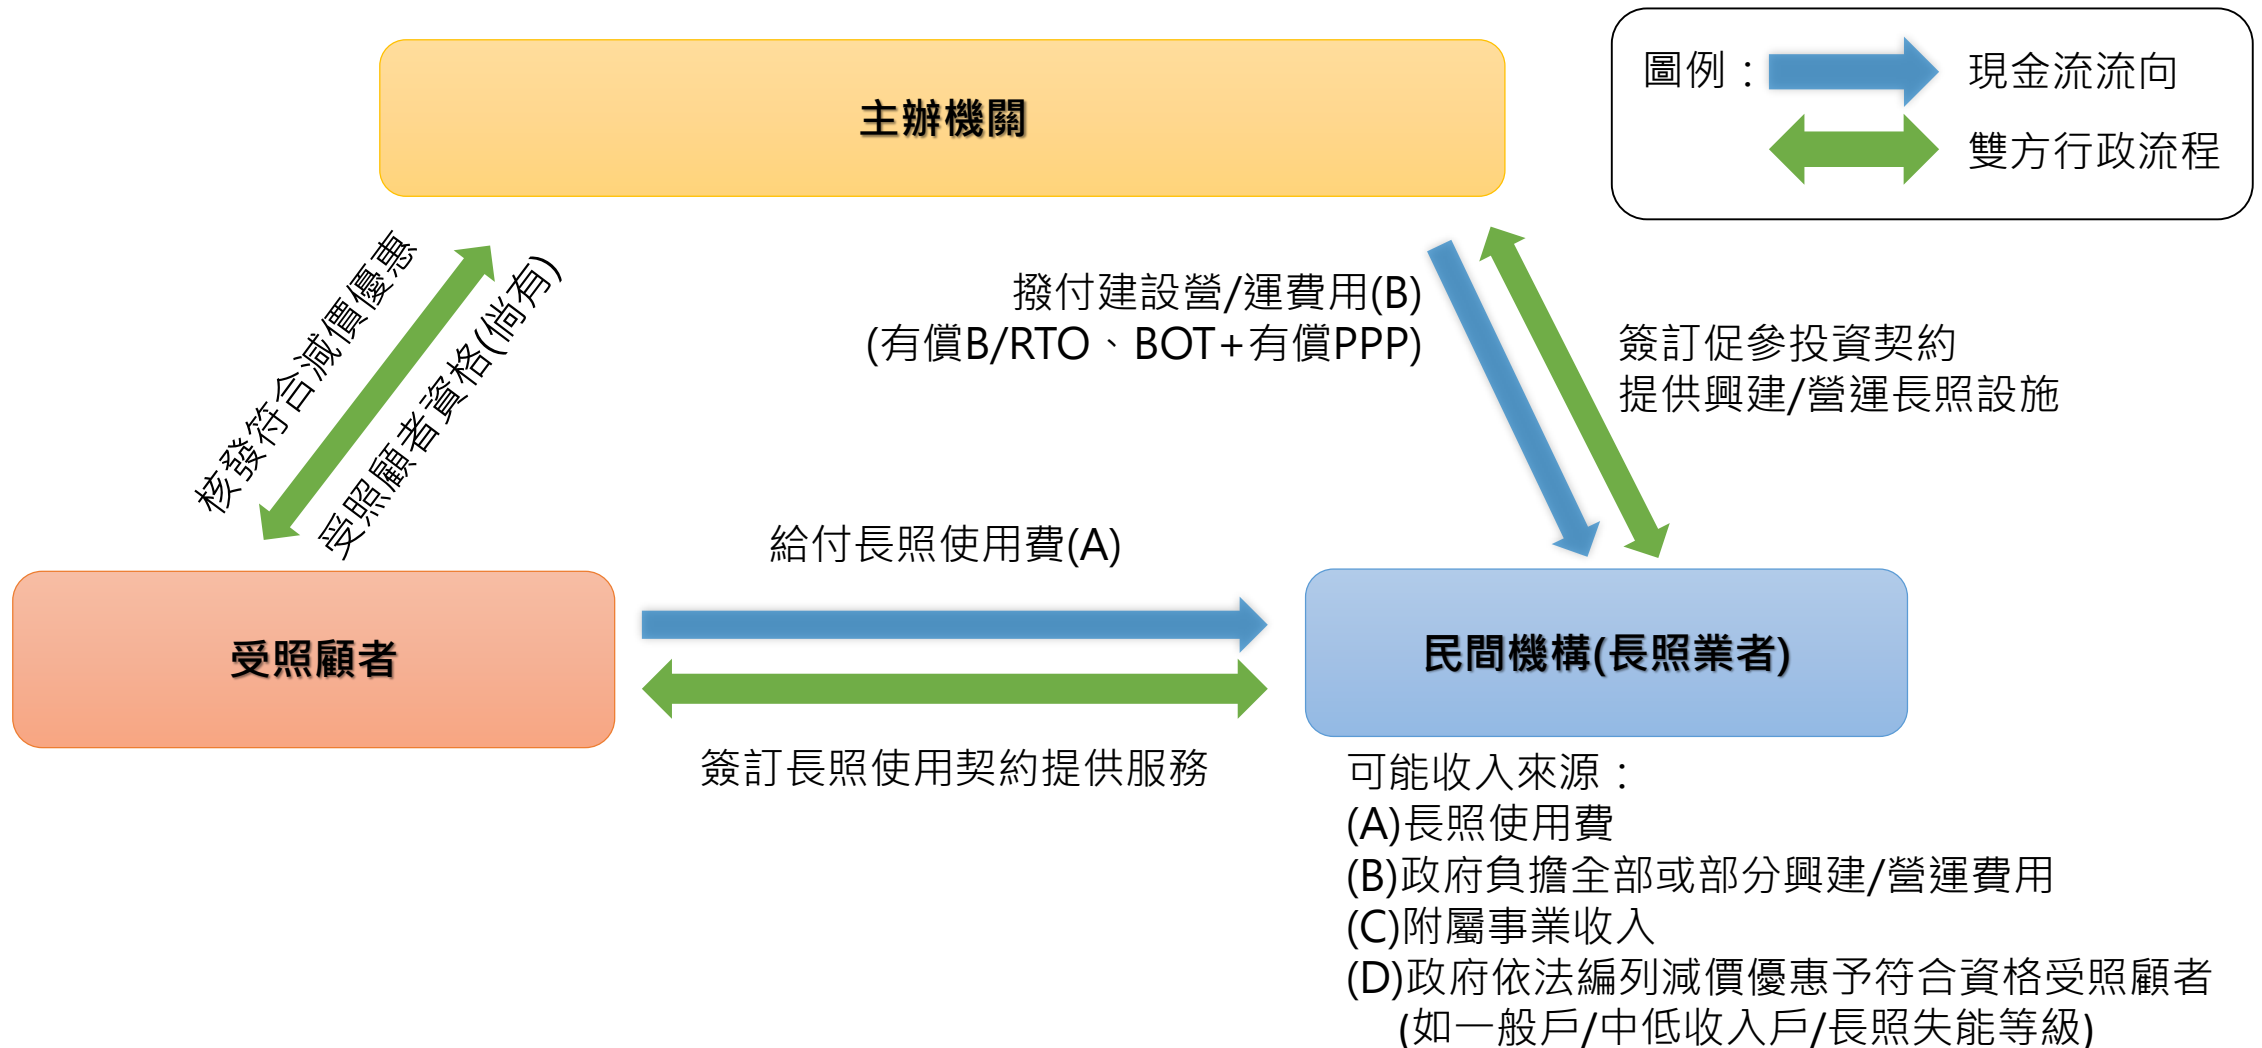 主辦機關
圖例：
現金流流向
雙方行政流程
核發符合減價優惠
受照顧者資格(倘有)
撥付建設營/運費用(B)
(有償B/RTO、BOT+有償PPP)
簽訂促參投資契約
提供興建/營運長照設施
給付長照使用費(A)
受照顧者
民間機構(長照業者)
簽訂長照使用契約提供服務
可能收入來源：
(A)長照使用費
(B)政府負擔全部或部分興建/營運費用
(C)附屬事業收入
(D)政府依法編列減價優惠予符合資格受照顧者
(如一般戶/中低收入戶/長照失能等級)